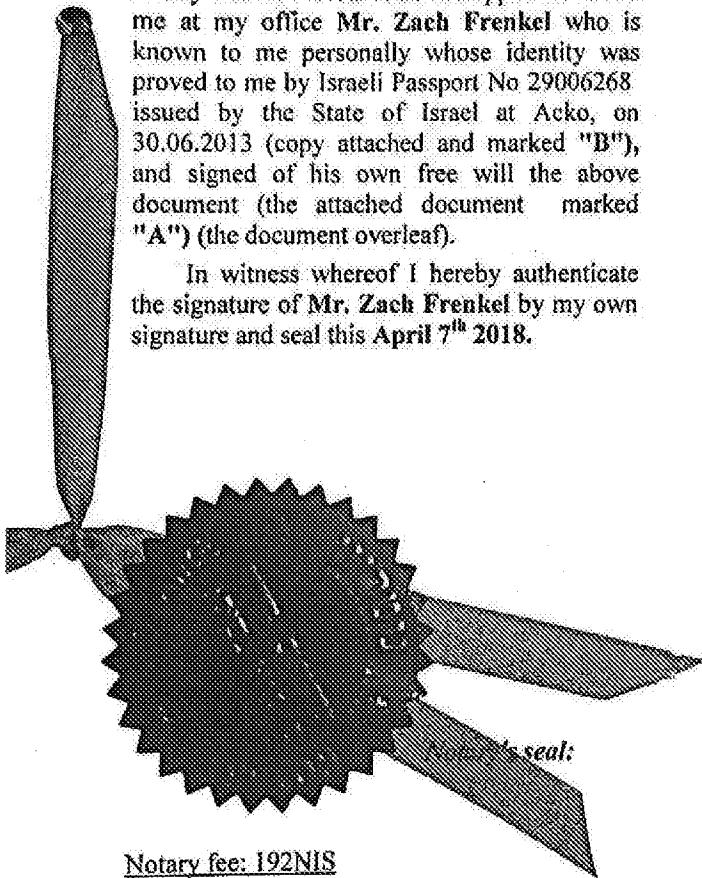 me at my office Mr. Zach Frenkel who is
known to me personally whose identity was
proved to me by Israeli Passport No 29006268
issued by the State of Israel at Acko, on
30.06.2013 (copy attached and marked "B"),
and signed of his own free will the above
document (the attached document marked
"A") (the document overleaf).
In witness whereof I hereby authenticate
the signature of Mr. Zach Frenkel by my own
signature and seal this April 7th 2018.
Notary's seal:
Notary fee: 192NIS